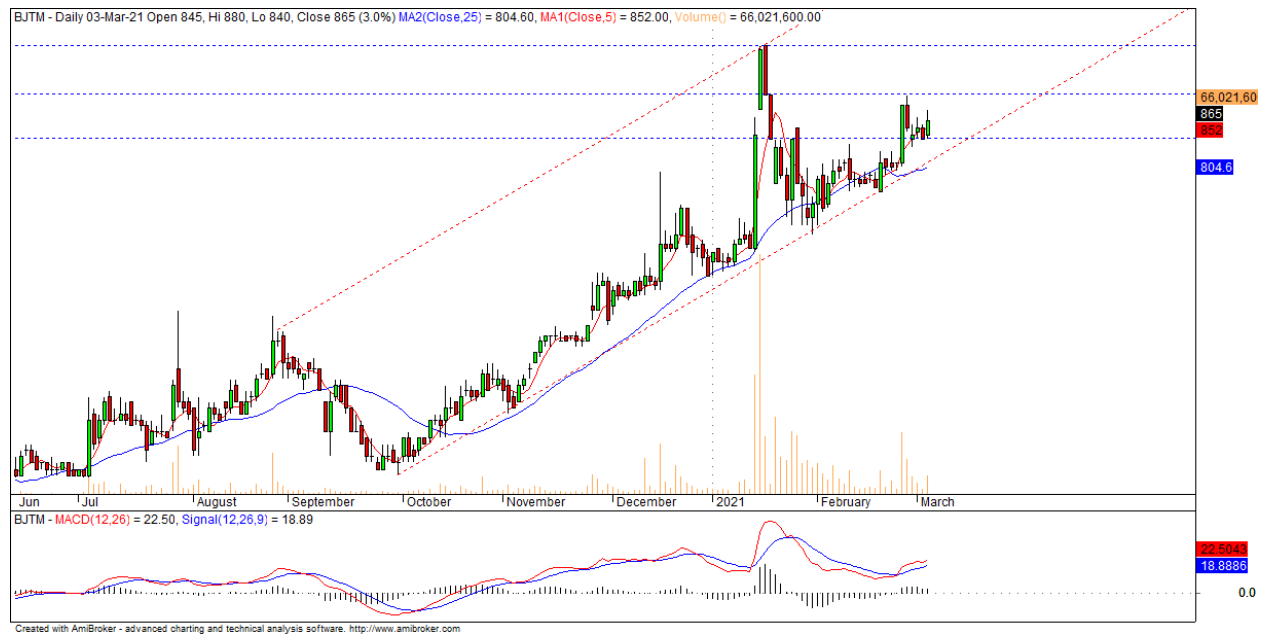 BJTM - Daily 03-Mar-21 Open 845, Hi 880, Lo 840, Close 865 (3.0%) MA2(Close,25) = 804.60, MA1(Close,5) = 852.00, Volume() = 66,021,600.00
66,021,60
865
852
804.6
Jun Jul August September October November December 2021 February March
BJTM - MACD(12,26) = 22.50, Signal(12,26,9) = 18.89
22.5043
18.8886
0.0
Created with AmiBroker - advanced charting and technical analysis software. http://www.amibroker.com